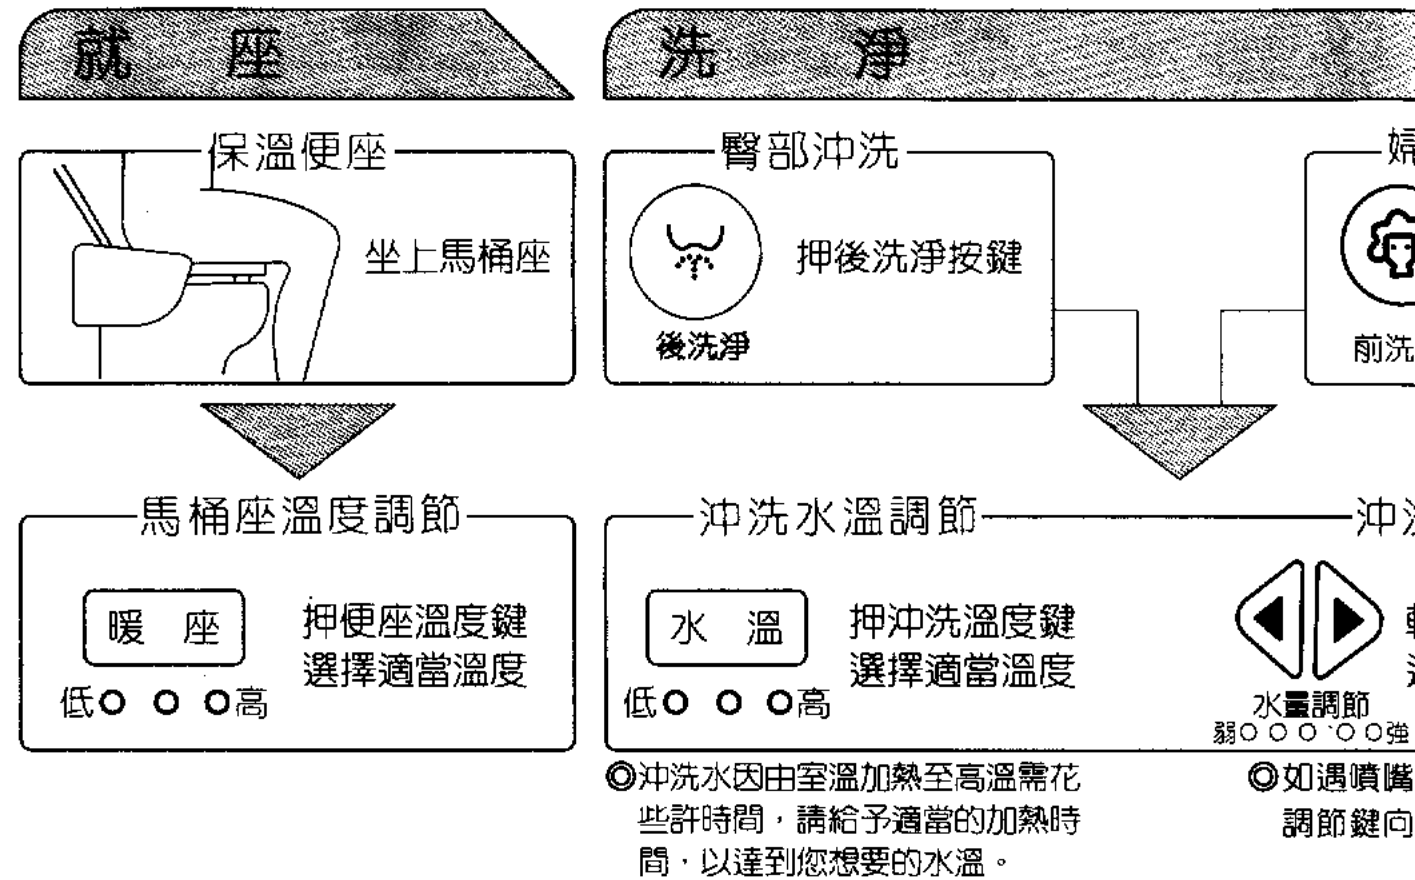 就座
洗淨
保溫便座
坐上馬桶座
臀部沖洗
押後洗淨按鍵
後洗淨
前洗
馬桶座溫度調節
暖座
押便座溫度鍵
選擇適當溫度
低 高
沖洗水溫調節
水溫
押沖洗溫度鍵
選擇適當溫度
低 高
沖
水量調節
弱 強
◎沖洗水因由室溫加熱至高溫需花
些許時間，請給予適當的加熱時
間，以達到您想要的水溫。
◎如遇噴嘴
調節鍵向